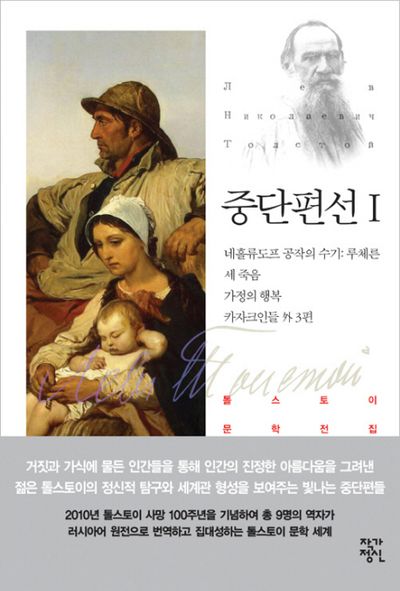 Лев
Николаевич
Толстой
중단편선 I
네흘류도프 공작의 수기: 루체른
세 죽음
가정의 행복
카자크인들 外 3편
톨스토이
문학전집
거짓과 가식에 물든 인간들을 통해 인간의 진정한 아름다움을 그려낸
젊은 톨스토이의 정신적 탐구와 세계관 형성을 보여주는 빛나는 중단편들
2010년 톨스토이 사망 100주년을 기념하여 총 9명의 역자가
러시아어 원전으로 번역하고 집대성하는 톨스토이 문학 세계
작가
정신